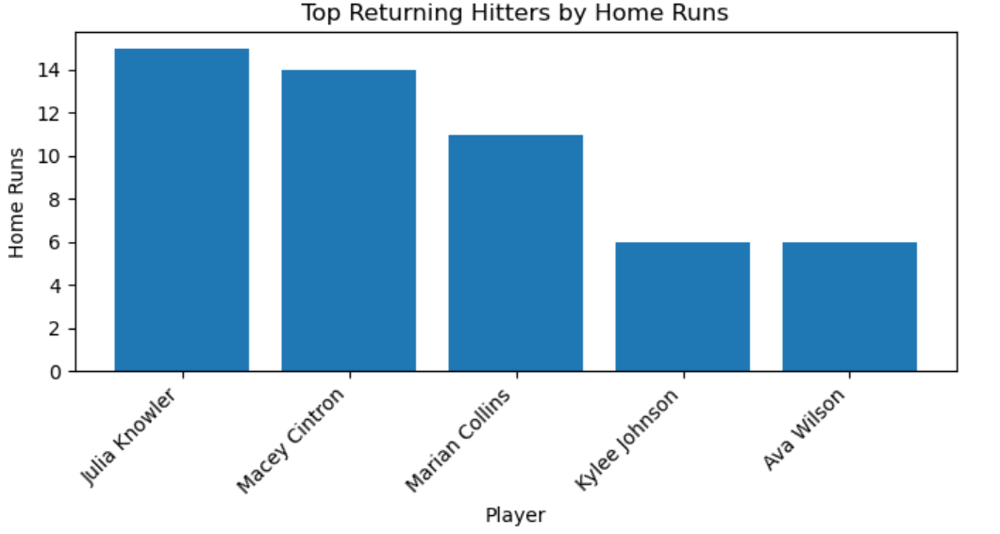 Top Returning Hitters by Home Runs
Home Runs
14
12
10
8
6
4
2
0
Julia Knowler
Macey Cintron
Marian Collins
Kylee Johnson
Ava Wilson
Player